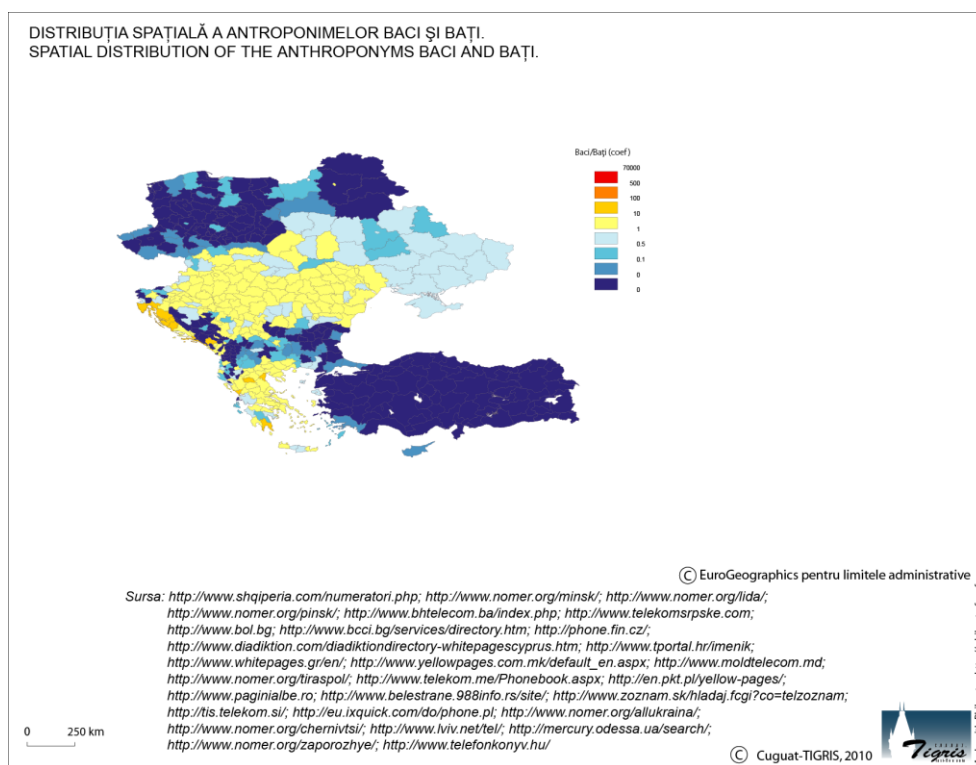 DISTRIBUȚIA SPAȚIALĂ A ANTROPONIMELOR BACI ŞI BAȚI.
SPATIAL DISTRIBUTION OF THE ANTHROPONYMS BACI AND BAȚI.
Baci/Bați (coef)
70000
500
100
10
1
0.5
0.1
0
0
© EuroGeographics pentru limitele administrative
Sursa: http://www.shqiperia.com/numeratori.php; http://www.nomer.org/minsk/; http://www.nomer.org/lida/;
http://www.nomer.org/pinsk/; http://www.bhtelecom.ba/index.php; http://www.telekomsrpske.com;
http://www.bol.bg; http://www.bcci.bg/services/directory.htm; http://phone.fin.cz/;
http://www.diadiktion.com/diadiktiondirectory-whitepagescyprus.htm; http://www.tportal.hr/imenik;
http://www.whitepages.gr/en/; http://www.yellowpages.com.mk/default_en.aspx; http://www.moldtelecom.md;
http://www.nomer.org/tiraspol/; http://www.telekom.me/Phonebook.aspx; http://en.pkt.pl/yellow-pages/;
http://www.paginialbe.ro; http://www.belestrane.988info.rs/site/; http://www.zoznam.sk/hladaj.fcgi?co=telzoznam;
http://tis.telekom.si/; http://eu.ixquick.com/do/phone.pl; http://www.nomer.org/allukraina/;
http://www.nomer.org/chernivtsi/; http://www.lviv.net/tel/; http://mercury.odessa.ua/search/;
http://www.nomer.org/zaporozhye/; http://www.telefonkonyv.hu/
0 250 km
© Cuguat-TIGRIS, 2010
Tigris